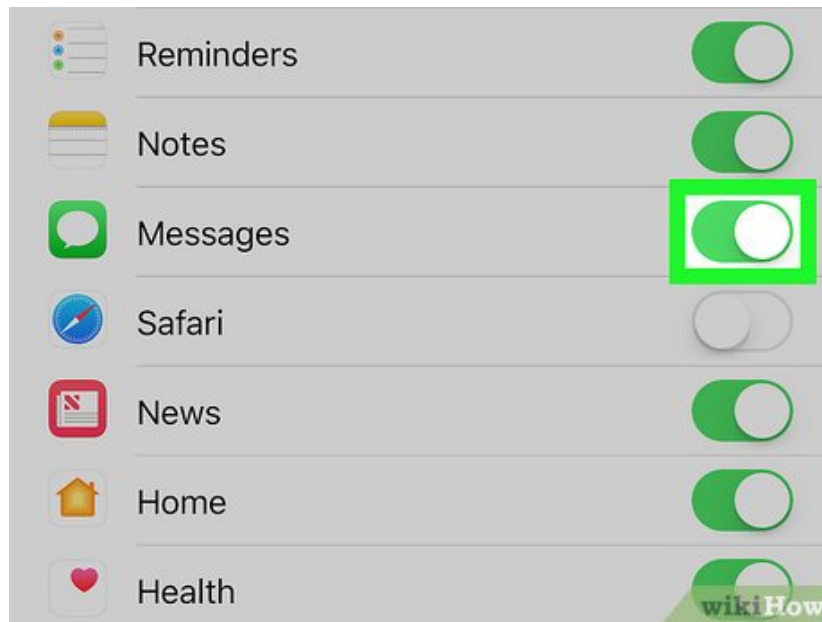 Reminders
Notes
Messages
Safari
News
Home
Health
wikiHow